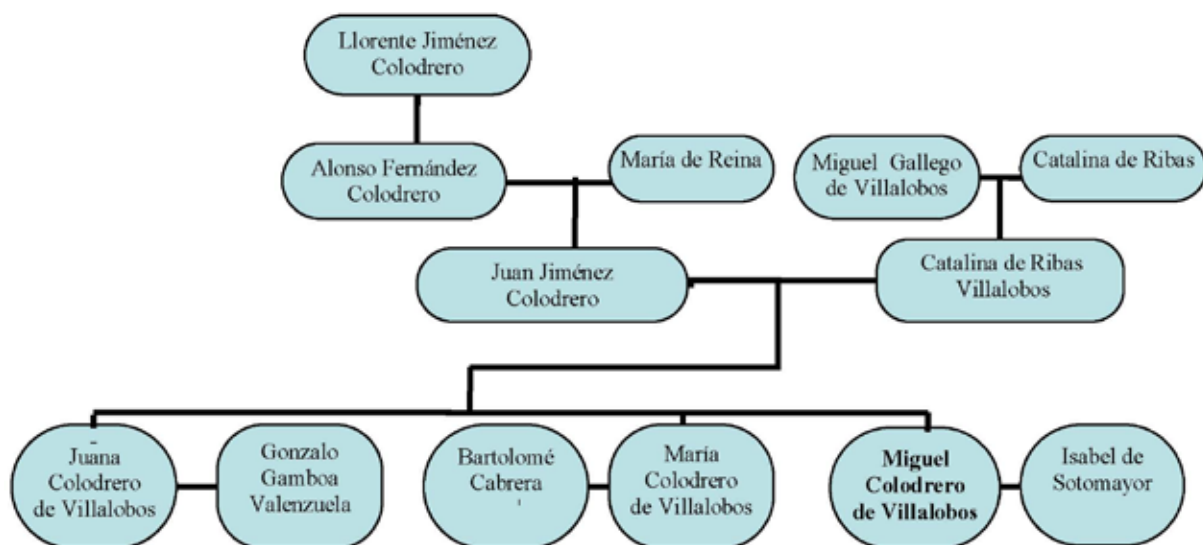 Llorente Jiménez
Colodrero
Alonso Fernández
Colodrero
María de Reina
Miguel Gallego
de Villalobos
Catalina de Ribas
Juan Jiménez
Colodrero
Catalina de Ribas
Villalobos
Juana
Colodrero
de Villalobos
Gonzalo
Gamboa
Valenzuela
Bartolomé
Cabrera
María
Colodrero
de Villalobos
Miguel
Colodrero
de Villalobos
Isabel de
Sotomayor